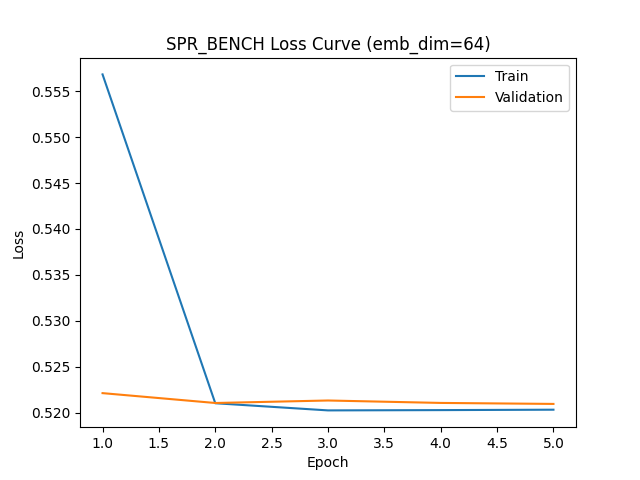 SPR_BENCH Loss Curve (emb_dim=64)
Train
Validation
0.555
0.550
0.545
0.540
0.535
0.530
0.525
0.520
Loss
1.0 1.5 2.0 2.5 3.0 3.5 4.0 4.5 5.0
Epoch